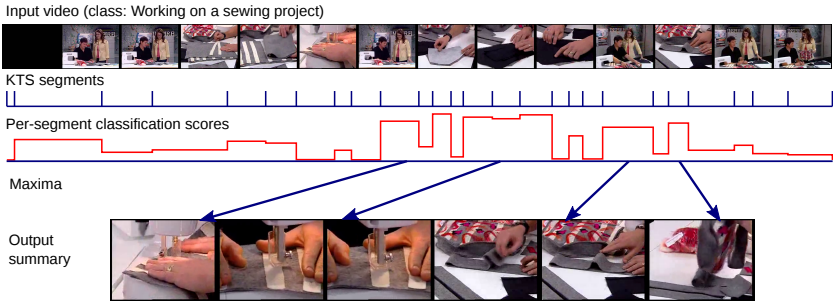 Input video (class: Working on a sewing project)
KTS segments
Per-segment classification scores
Maxima
Output
summary